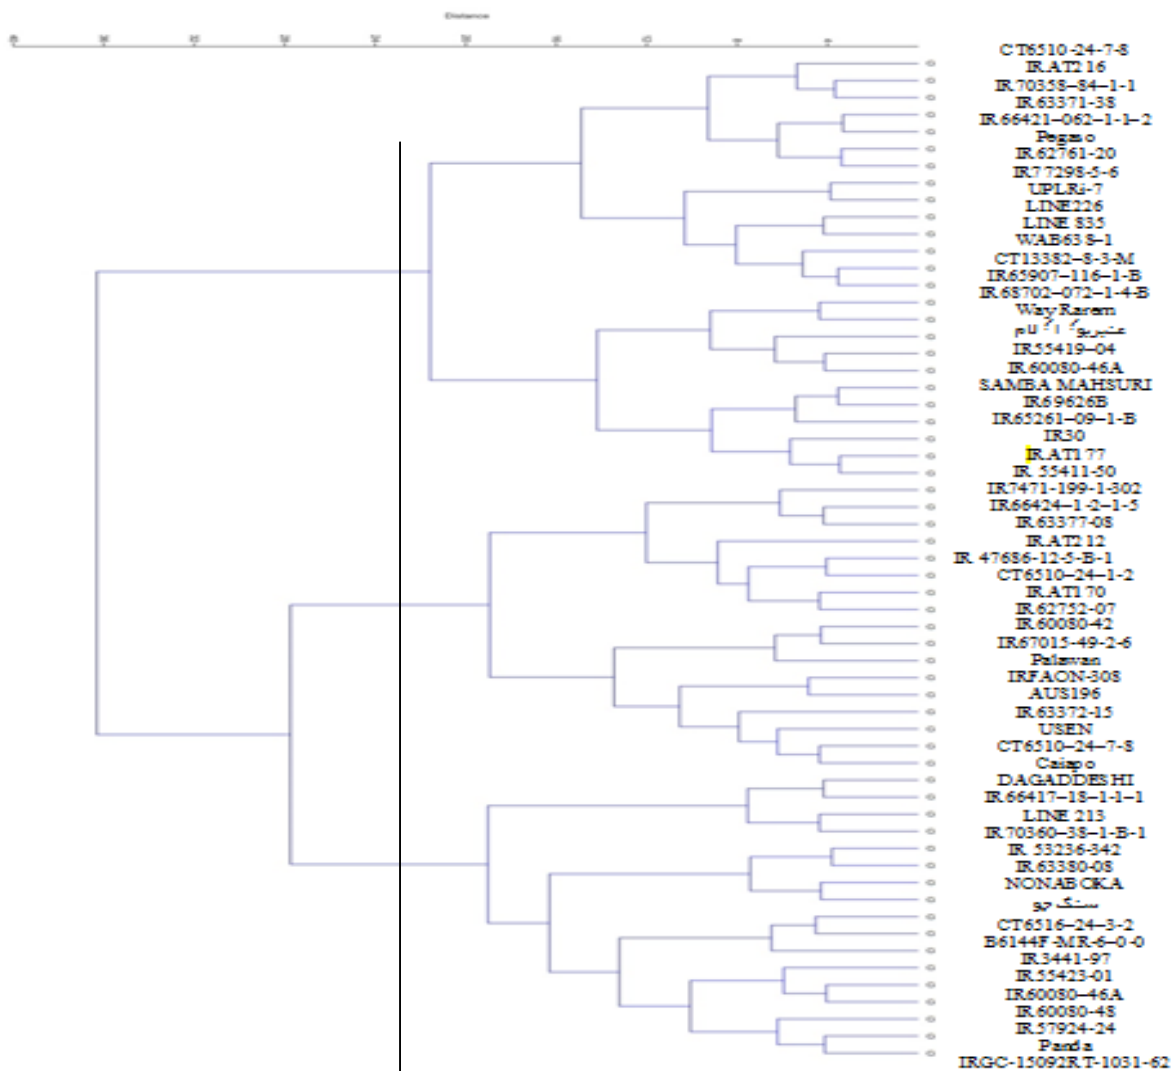 Distance
CT6510-24-7-8
IRAT216
IR70358–84–1-1
IR63371-38
IR66421–062–1-1–2
Pegaso
IR62761-20
IR77298-5-6
UPLRi-7
LINE226
LINE 835
WAB638–1
CT13382–8-3-M
IR65907–116–1-B
IR68702–072–1-4-B
Way Rarem
IR55419–04
IR60080-46A
SAMBA MAHSURI
IR69626B
IR65261–09–1-B
IR30
IRAT177
IR 55411-50
IR7471-199-1-302
IR66424–1-2–1-5
IR63377-08
IRAT212
IR 47686-12-5-B-1
CT6510–24–1-2
IRAT170
IR62752-07
IR60080-42
IR67015-49-2-6
Palawan
IRFAON-308
AUS196
IR63372-15
USEN
CT6510–24–7-8
Caiapo
DAGADDESHI
IR66417–18–1-1–1
LINE 213
IR70360–38–1-B-1
IR 53236-342
IR63380-08
NONABOKA
سنگ جو
CT6516–24–3-2
B6144F-MR-6–0-0
IR3441-97
IR55423-01
IR60080–46A
IR60080-48
IR57924-24
Panda
IRGC-15092RT-1031-62